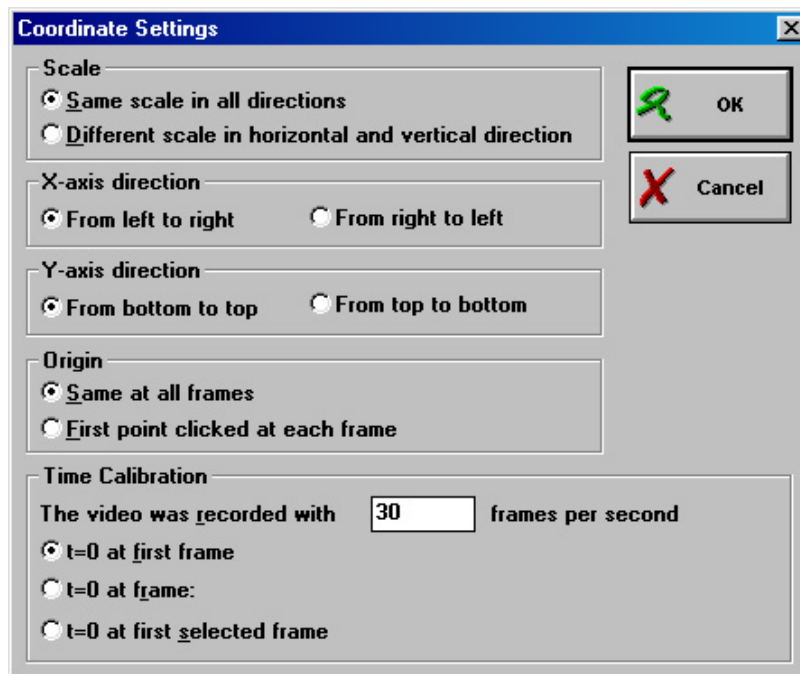 Coordinate Settings
Scale
Same scale in all directions
Different scale in horizontal and vertical direction
OK
Cancel
X-axis direction
From left to right From right to left
Y-axis direction
From bottom to top From top to bottom
Origin
Same at all frames
First point clicked at each frame
Time Calibration
The video was recorded with 30 frames per second
t=0 at first frame
t=0 at frame:
t=0 at first selected frame